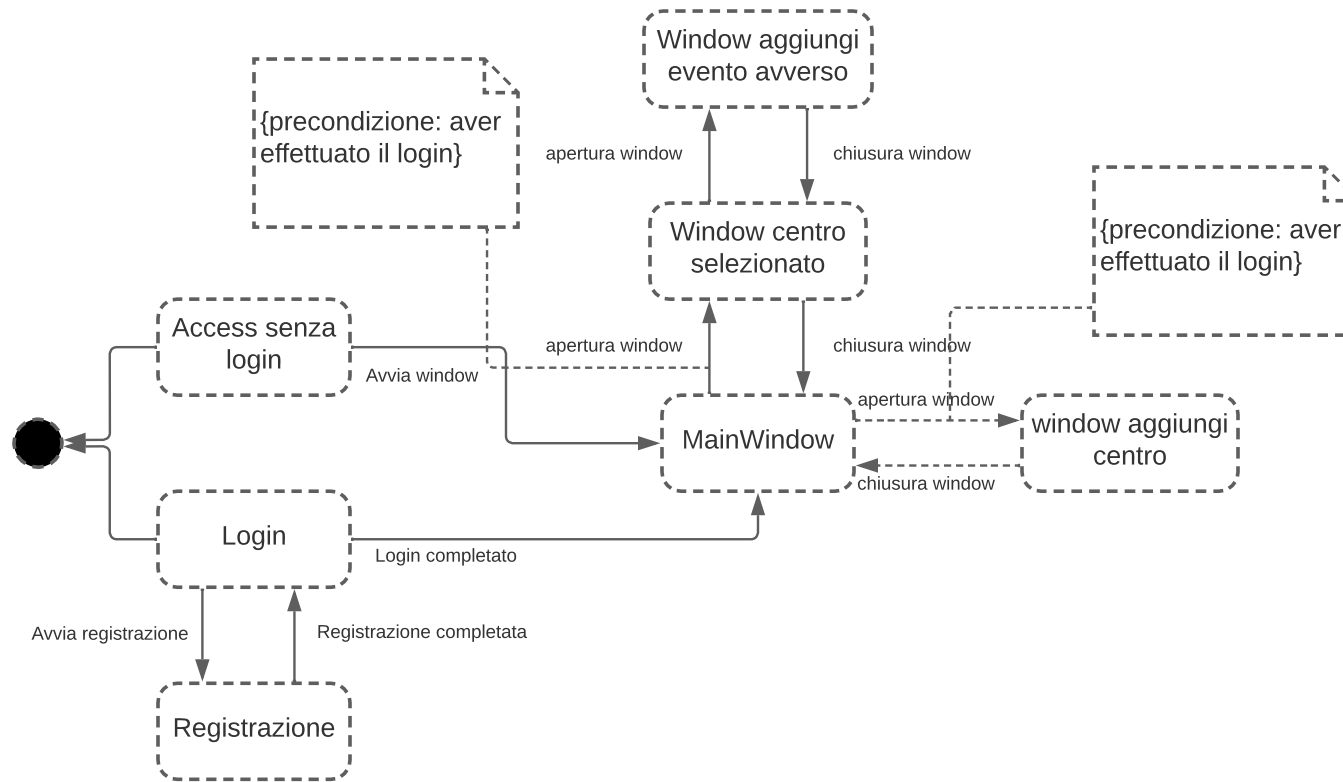 Window aggiungi
evento avverso
{precondizione: aver
effettuato il login}
apertura window
chiusura window
{precondizione: aver
effettuato il login}
Window centro
selezionato
Access senza
login
apertura window
chiusura window
Avvia window
apertura window
MainWindow
window aggiungi
centro
chiusura window
Login
Login completato
Avvia registrazione
Registrazione completata
Registrazione